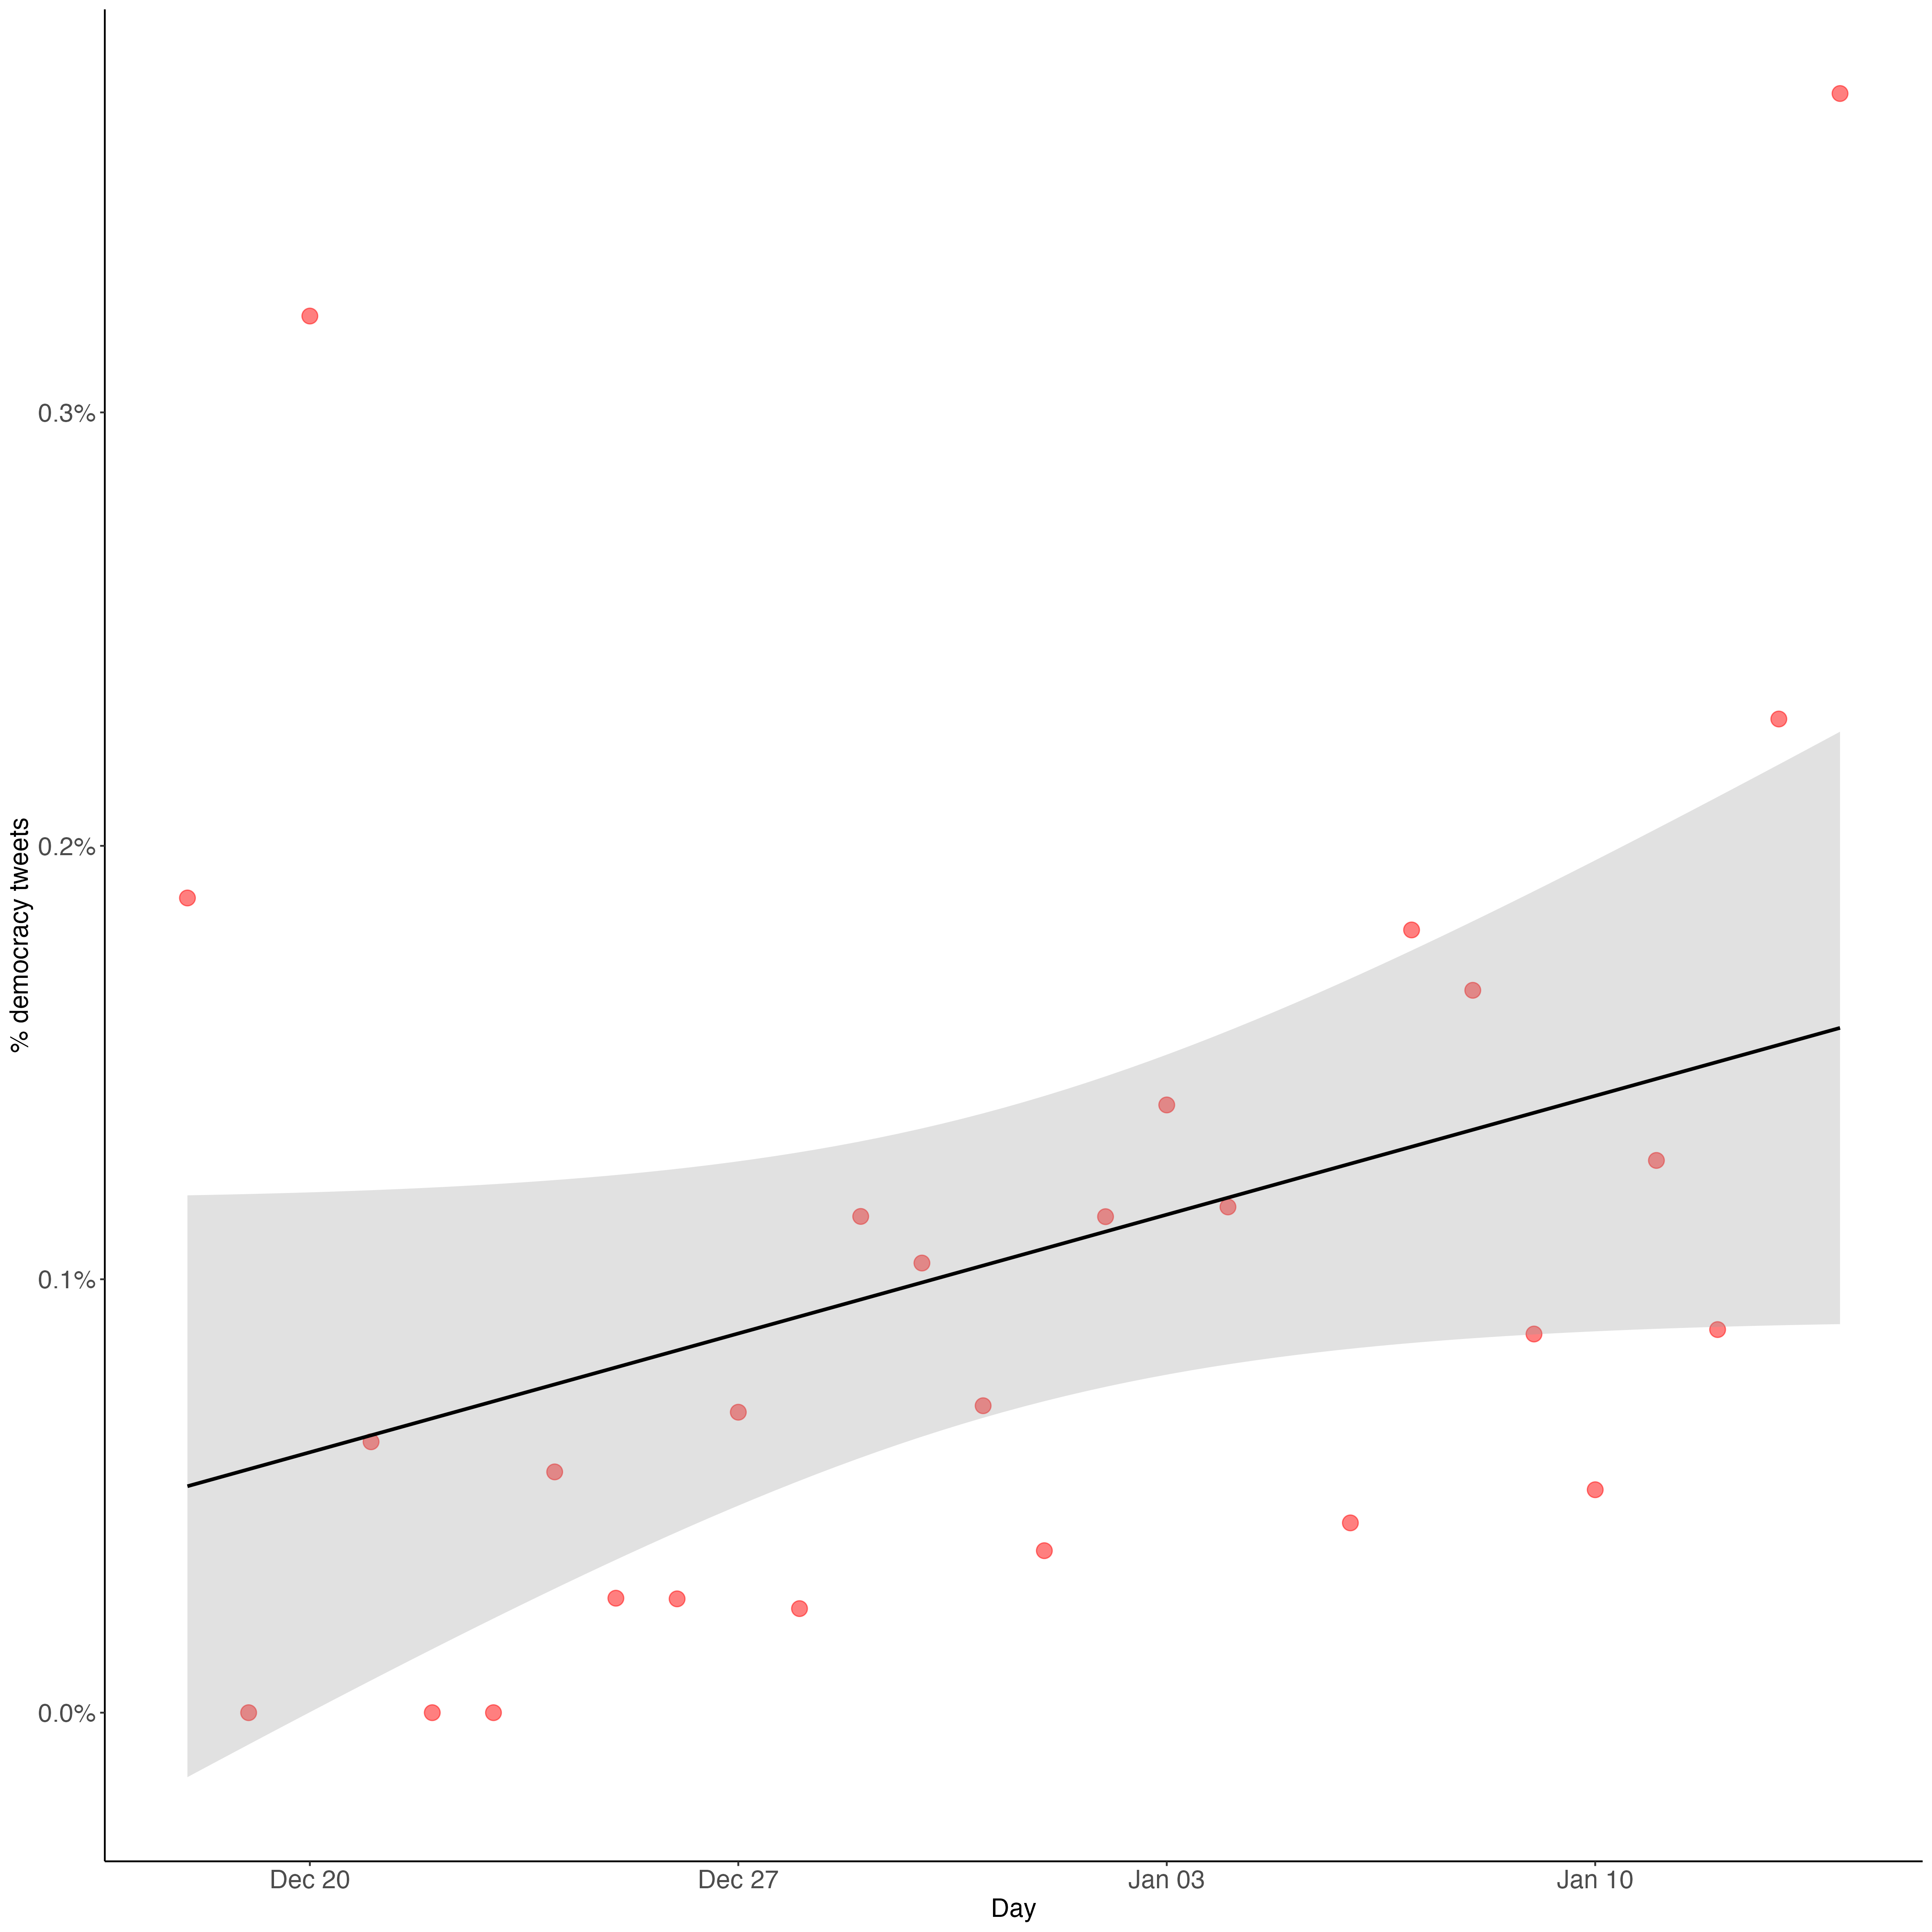 0.3%
0.2%
0.1%
0.0%
% democracy tweets
Dec 20
Dec 27
Jan 03
Jan 10
Day